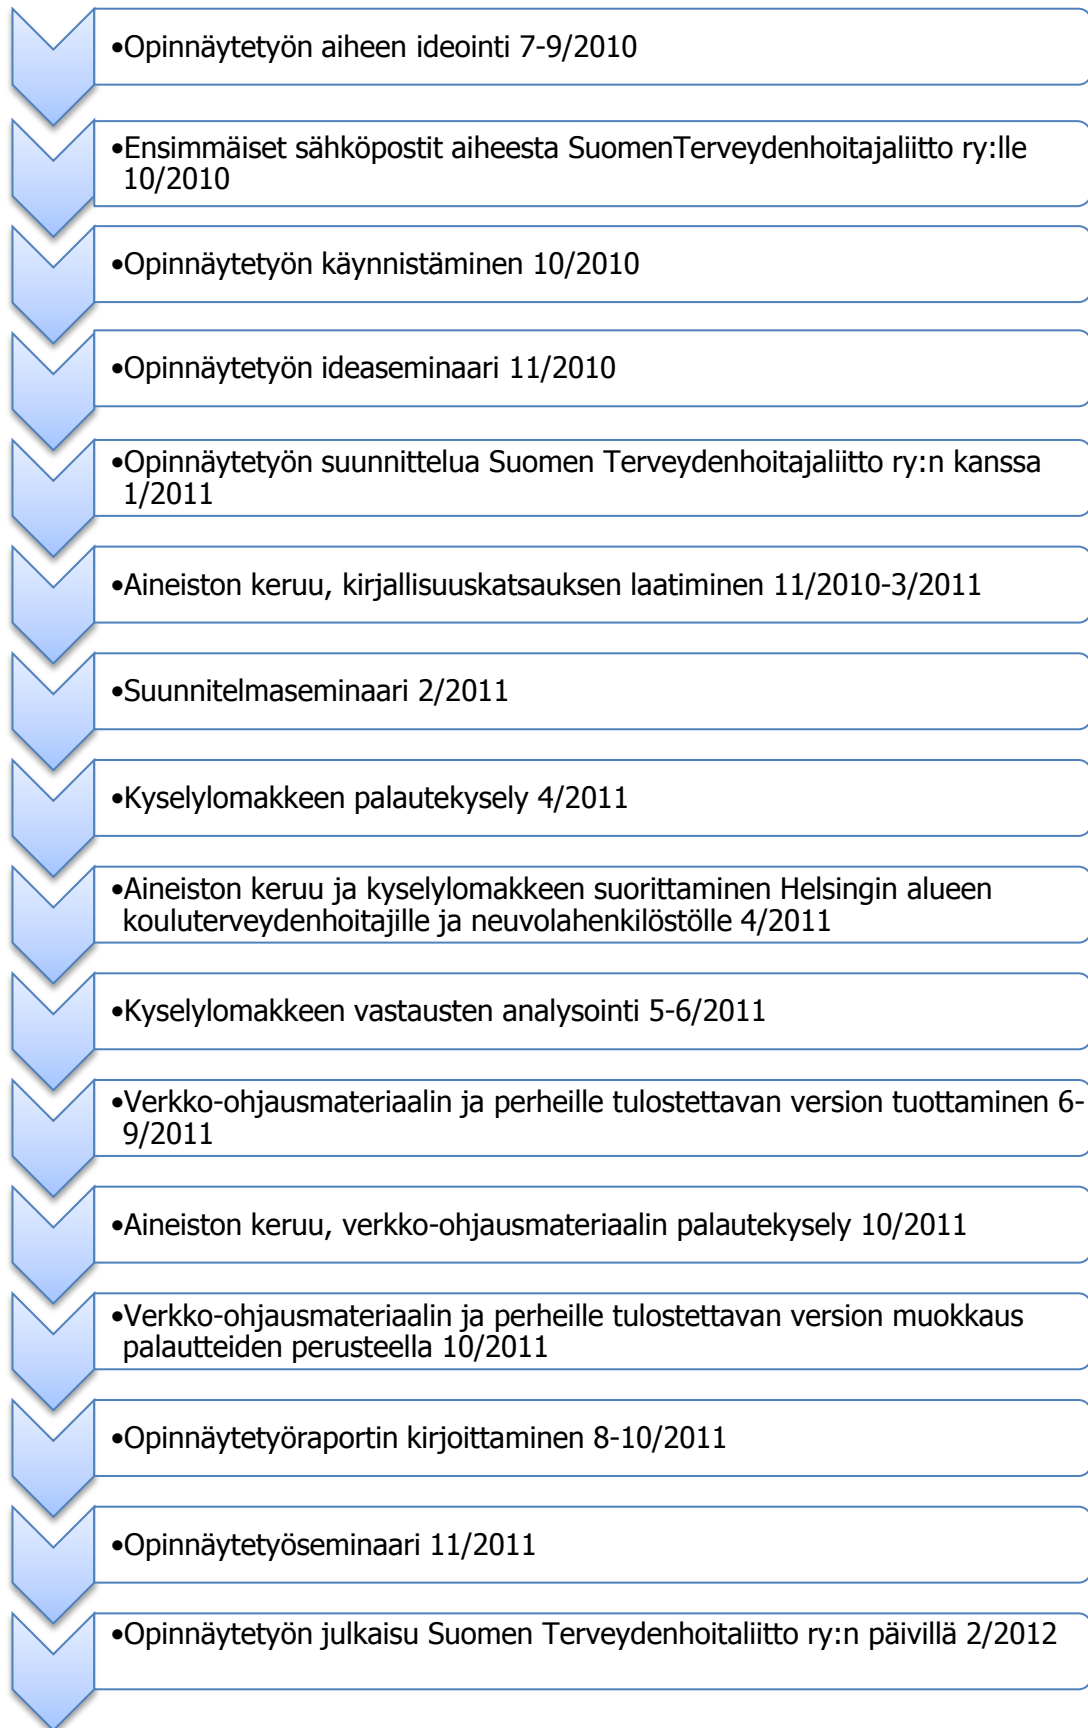 •Opinnäytetyön aiheen ideointi 7-9/2010
•Ensimmäiset sähköpostit aiheesta SuomenTerveydenhoitajaliitto ry:lle
10/2010
•Opinnäytetyön käynnistäminen 10/2010
•Opinnäytetyön ideaseminaari 11/2010
•Opinnäytetyön suunnittelua Suomen Terveydenhoitajaliitto ry:n kanssa
1/2011
•Aineiston keruu, kirjallisuuskatsauksen laatiminen 11/2010-3/2011
•Suunnitelmaseminaari 2/2011
•Kyselylomakkeen palautekysely 4/2011
•Aineiston keruu ja kyselylomakkeen suorittaminen Helsingin alueen
kouluterveydenhoitajille ja neuvolahenkilöstölle 4/2011
•Kyselylomakkeen vastausten analysointi 5-6/2011
•Verkko-ohjausmateriaalin ja perheille tulostettavan version tuottaminen 6-
9/2011
•Aineiston keruu, verkko-ohjausmateriaalin palautekysely 10/2011
•Verkko-ohjausmateriaalin ja perheille tulostettavan version muokkaus
palautteiden perusteella 10/2011
•Opinnäytetyöraportin kirjoittaminen 8-10/2011
•Opinnäytetyöseminaari 11/2011
•Opinnäytetyön julkaisu Suomen Terveydenhoitaliitto ry:n päivillä 2/2012